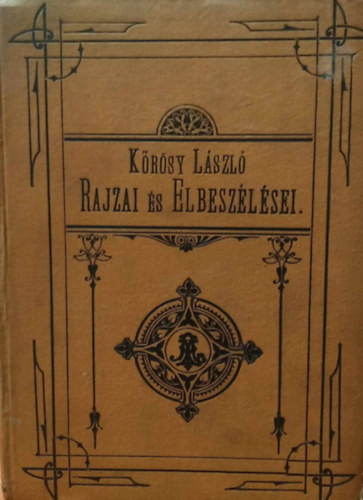 KŐRÖSY LÁSZLÓ
RAJZAI ÉS ELBESZÉLÉSEI.